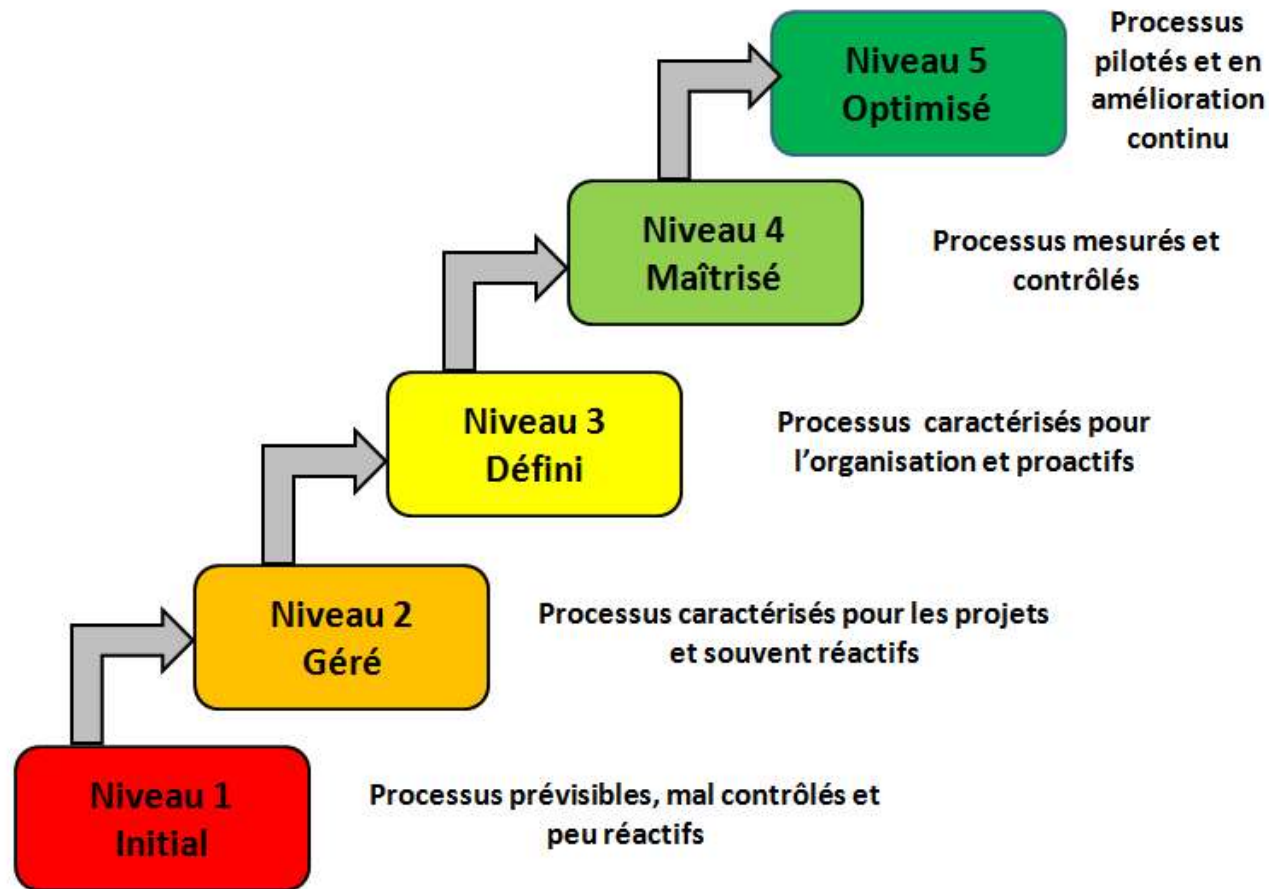 Niveau 5
Optimisé
Processus
pilotés et en
amélioration
continu
Niveau 4
Maîtrisé
Processus mesurés et
contrôlés
Niveau 3
Défini
Processus caractérisés pour
l'organisation et proactifs
Niveau 2
Géré
Processus caractérisés pour les projets
et souvent réactifs
Niveau 1
Initial
Processus prévisibles, mal contrôlés et
peu réactifs